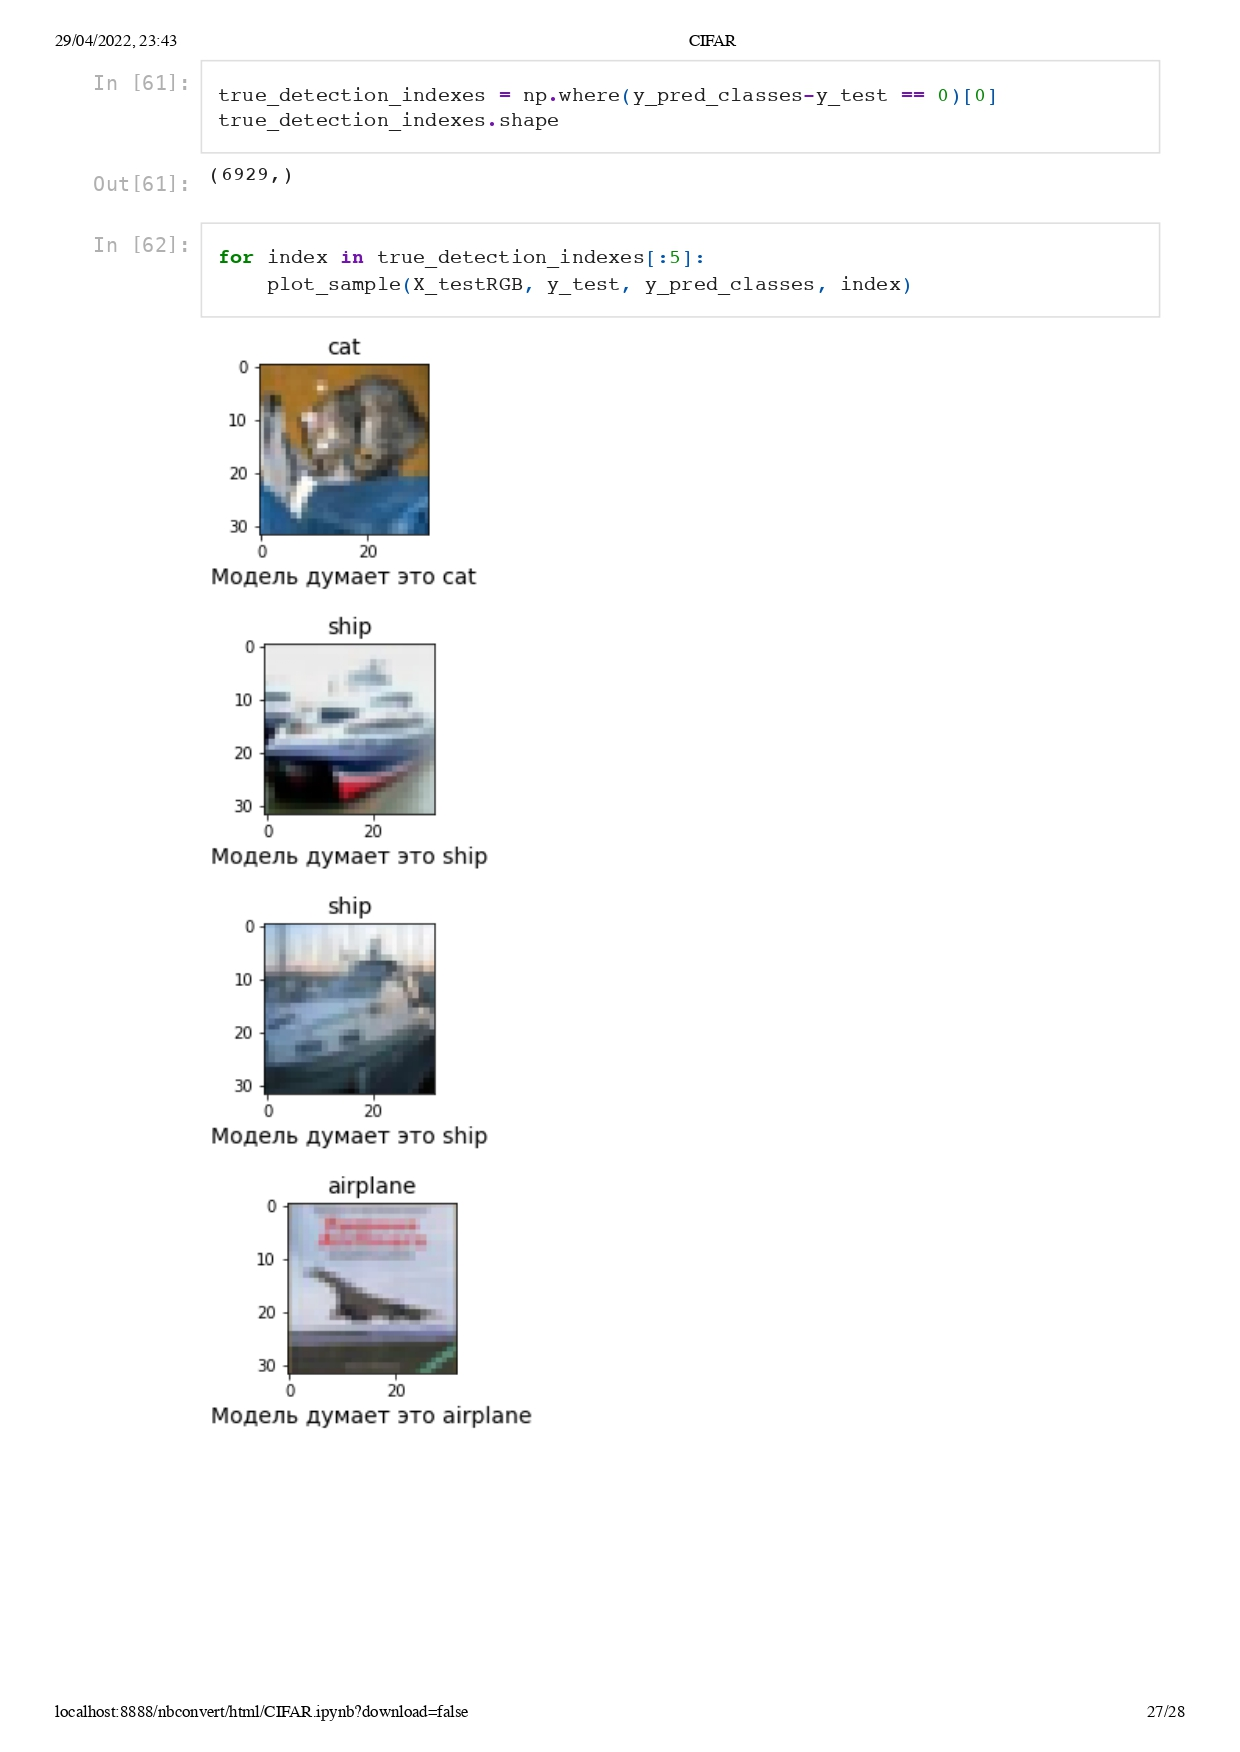 29/04/2022, 23:43 CIFAR
In [61]:
true_detection_indexes = np.where(y_pred_classes-y_test == 0)[0]
true_detection_indexes.shape
Out[61]: (6929,)
In [62]:
for index in true_detection_indexes[:5]:
    plot_sample(X_testRGB, y_test, y_pred_classes, index)
cat
0
10
20
30
0 20
Модель думает это cat
ship
0
10
20
30
0 20
Модель думает это ship
ship
0
10
20
30
0 20
Модель думает это ship
airplane
0
10
20
30
0 20
Модель думает это airplane
localhost:8888/nbconvert/html/CIFAR.ipynb?download=false 27/28